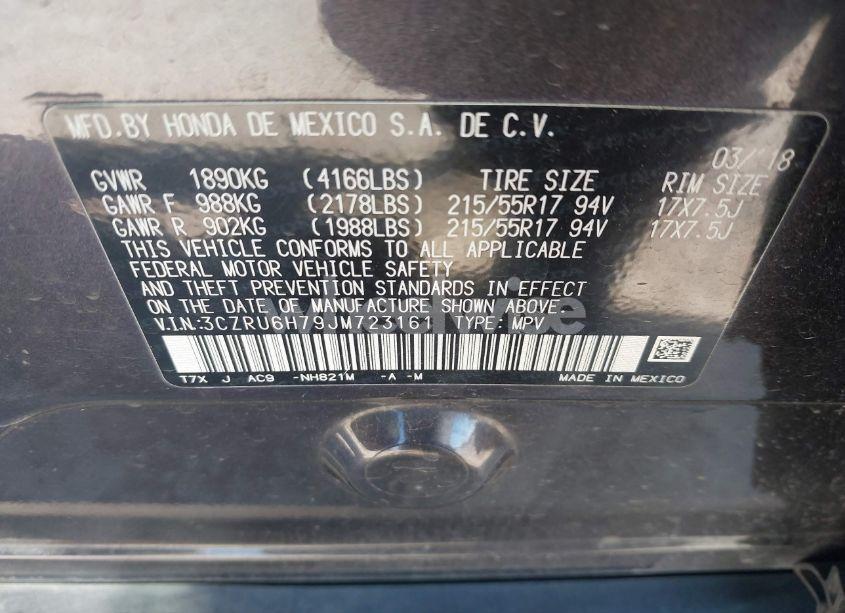 MFD. BY HONDA DE MEXICO S.A. DE C.V.
03/'18
GVWR 1890KG (4166LBS) TIRE SIZE RIM SIZE
GAWR F 988KG (2178LBS) 215/55R17 94V 17X7.5J
GAWR R 902KG (1988LBS) 215/55R17 94V 17X7.5J
THIS VEHICLE CONFORMS TO ALL APPLICABLE
FEDERAL MOTOR VEHICLE SAFETY
AND THEFT PREVENTION STANDARDS IN EFFECT
ON THE DATE OF MANUFACTURE SHOWN ABOVE.
V.I.N:3CZRU6H79JM723161 TYPE: MPV
T7X J AC9 -NH821M -A -M MADE IN MEXICO